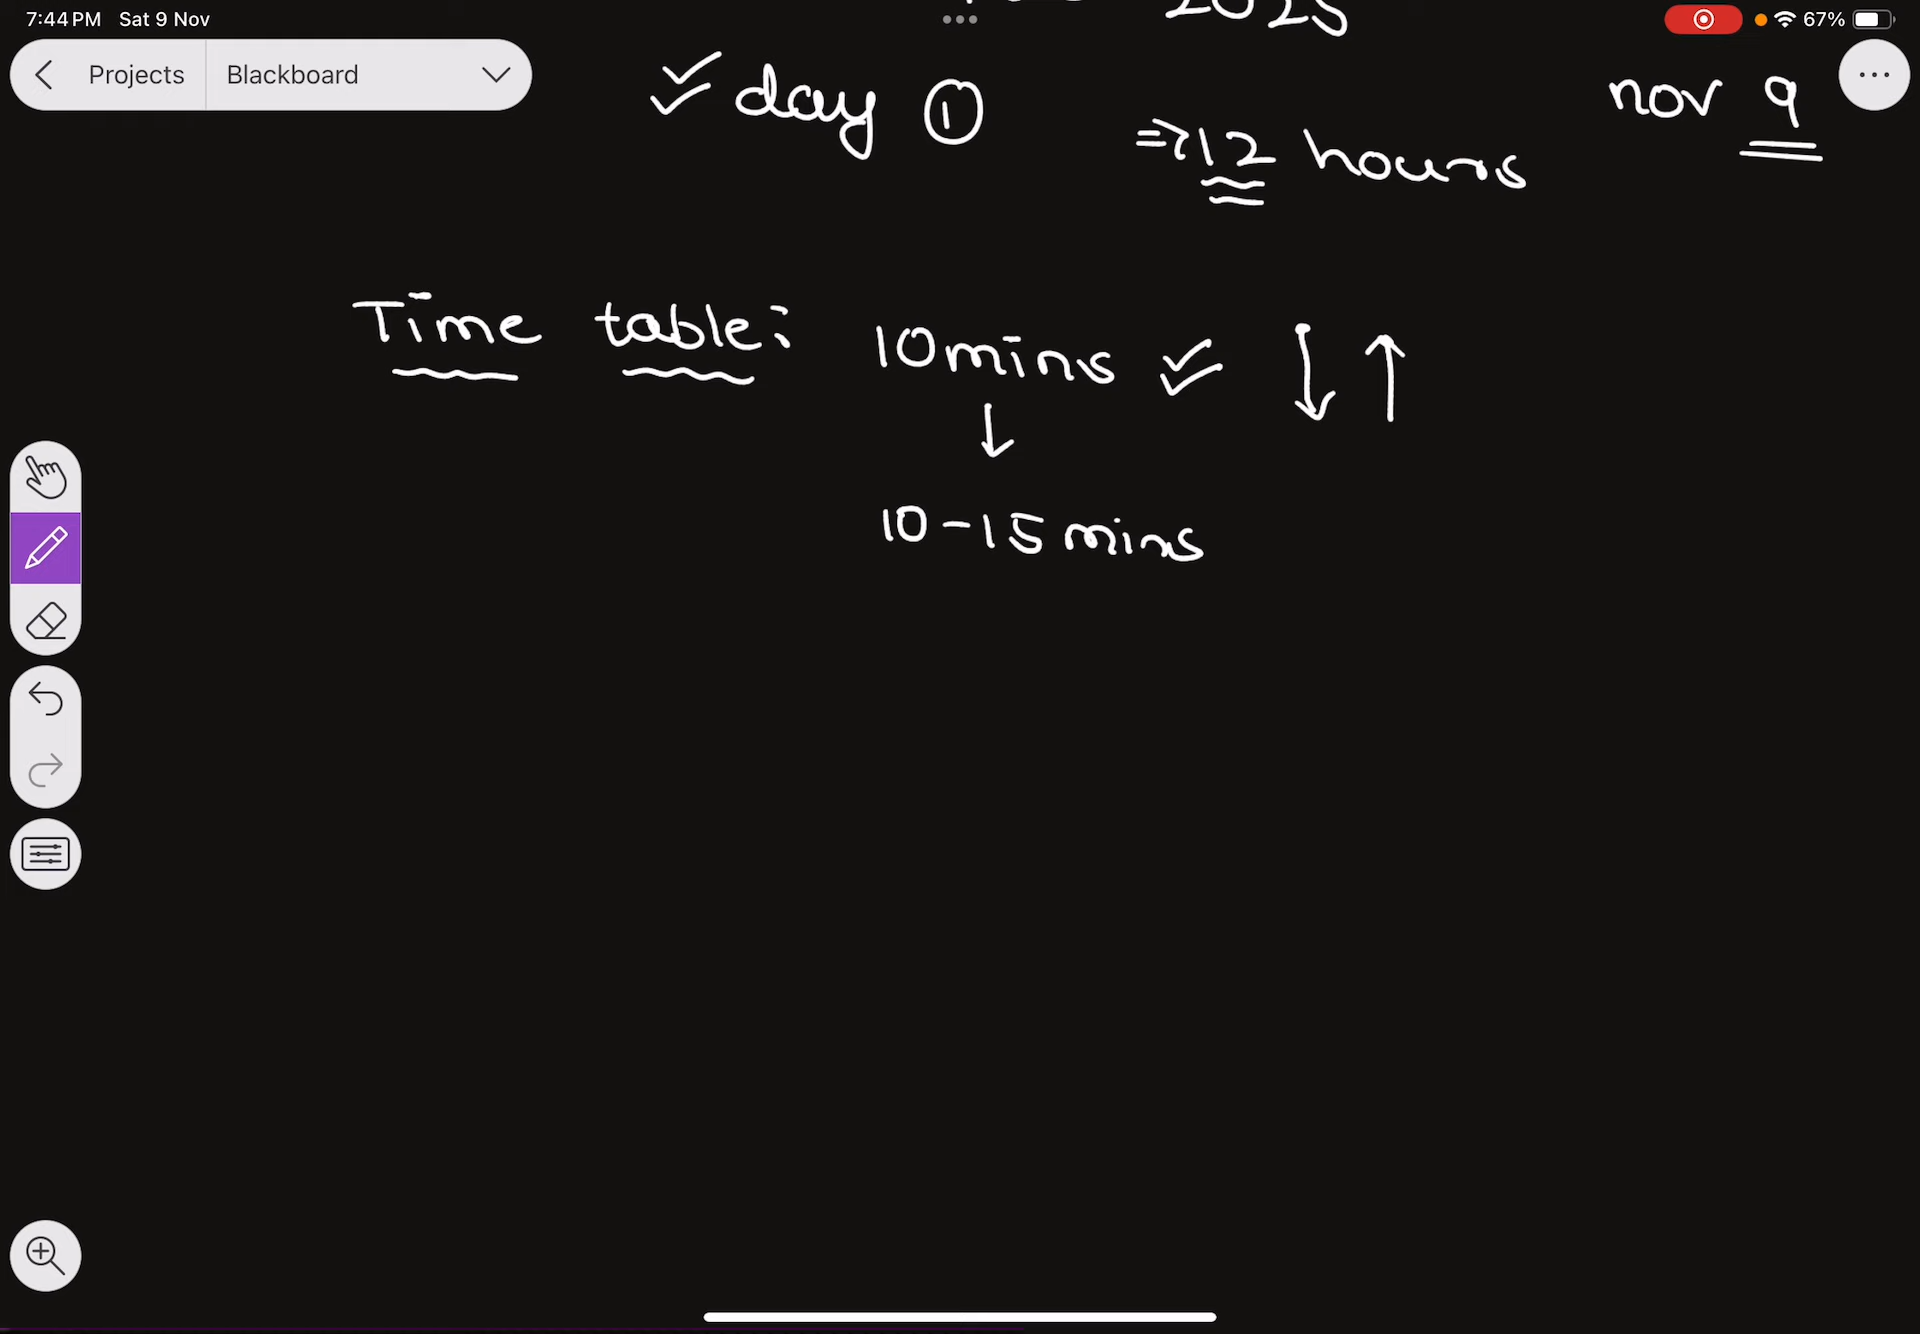 7:44 PM Sat 9 Nov
67%
Projects Blackboard
2025
day 1
nov 9
⇒ 12 hours
Time table: 10mins ↓ ↑
↓
10-15 mins